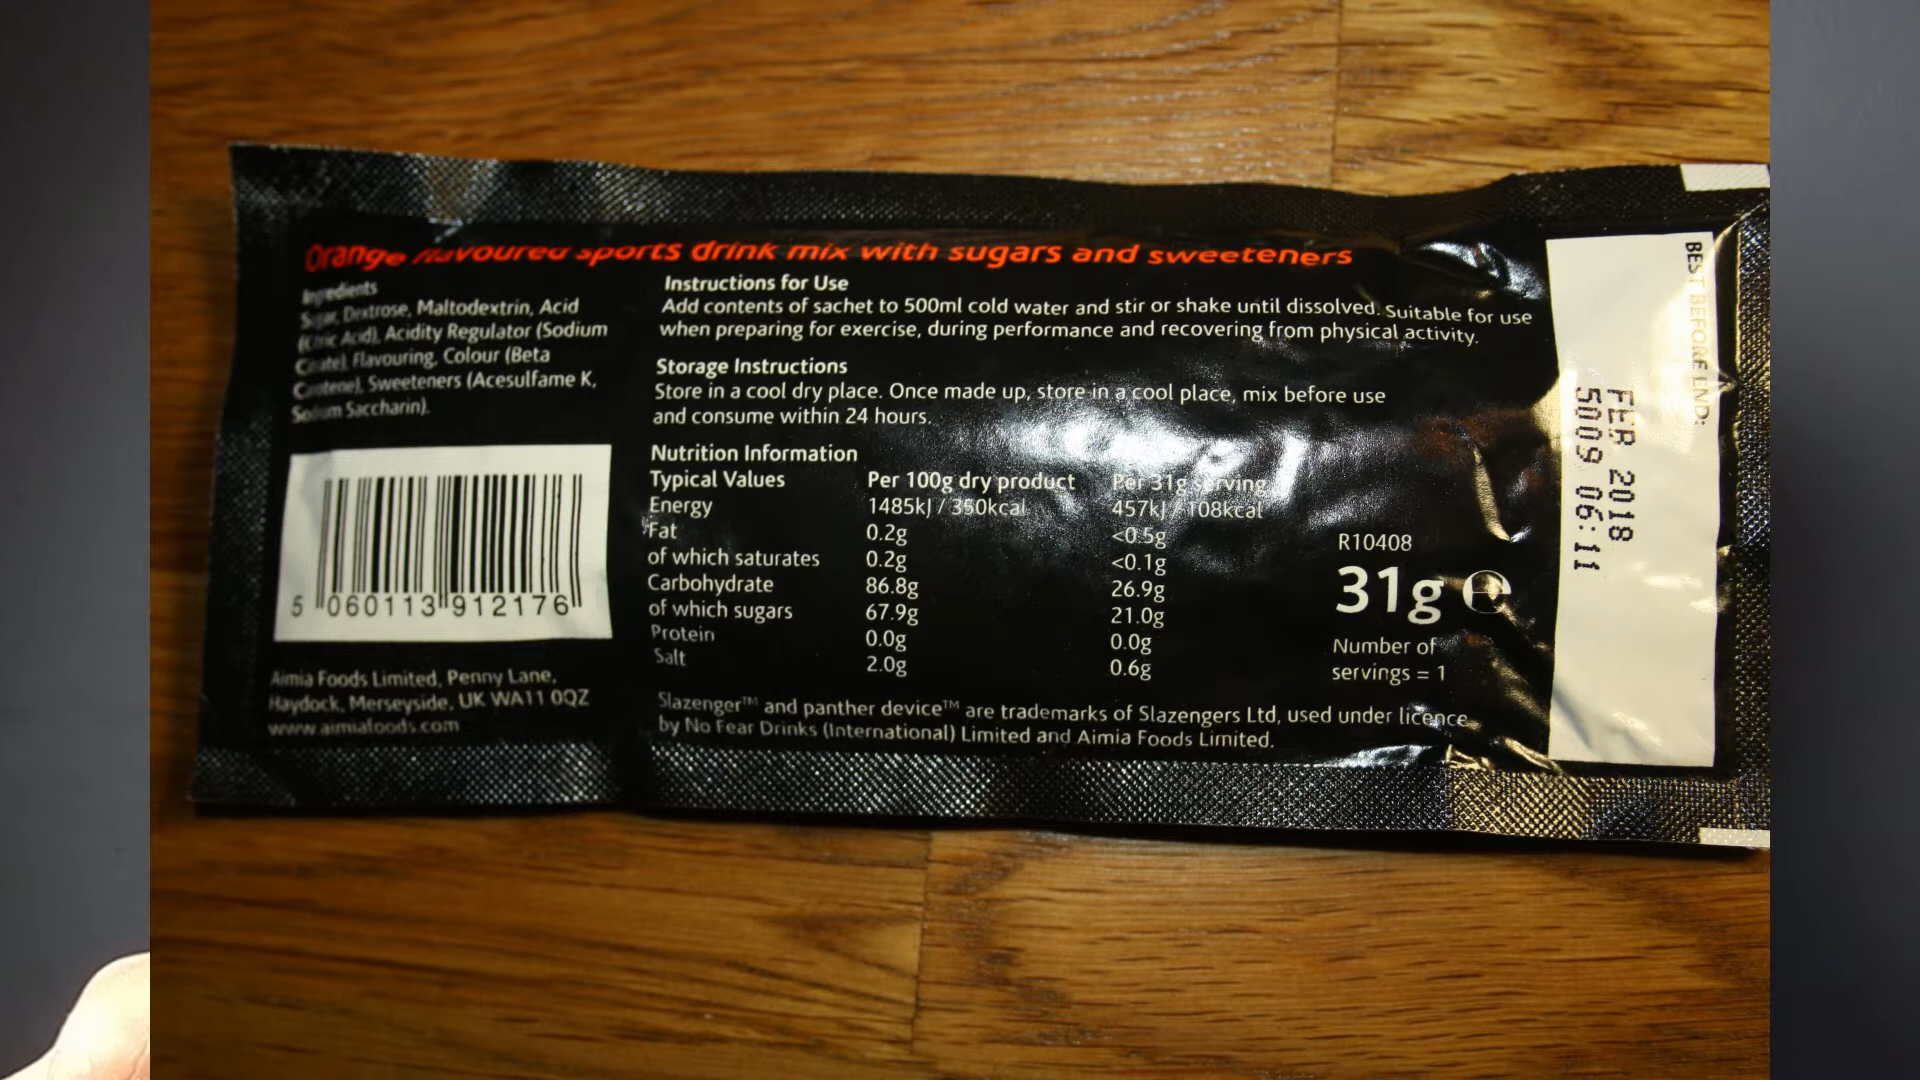 Orange flavoured sports drink mix with sugars and sweeteners
Ingredients
Sugar, Dextrose, Maltodextrin, Acid
(Citric Acid), Acidity Regulator (Sodium
Citrate), Flavouring, Colour (Beta
Carotene), Sweeteners (Acesulfame K,
Sodium Saccharin).
5 060113 912176
Aimia Foods Limited, Penny Lane,
Haydock, Merseyside, UK WA11 0QZ
www.aimiafoods.com
Instructions for Use
Add contents of sachet to 500ml cold water and stir or shake until dissolved. Suitable for use
when preparing for exercise, during performance and recovering from physical activity.
Storage Instructions
Store in a cool dry place. Once made up, store in a cool place, mix before use
and consume within 24 hours.
Nutrition Information
Typical Values Per 100g dry product Per 31g serving
Energy 1485kJ / 350kcal 457kJ / 108kcal
Fat 0.2g <0.5g
of which saturates 0.2g <0.1g
Carbohydrate 86.8g 26.9g
of which sugars 67.9g 21.0g
Protein 0.0g 0.0g
Salt 2.0g 0.6g
Slazenger™ and panther device™ are trademarks of Slazengers Ltd, used under licence
by No Fear Drinks (International) Limited and Aimia Foods Limited.
R10408
31g ℮
Number of
servings = 1
BEST BEFORE END:
FEB 2018
5009 06:11